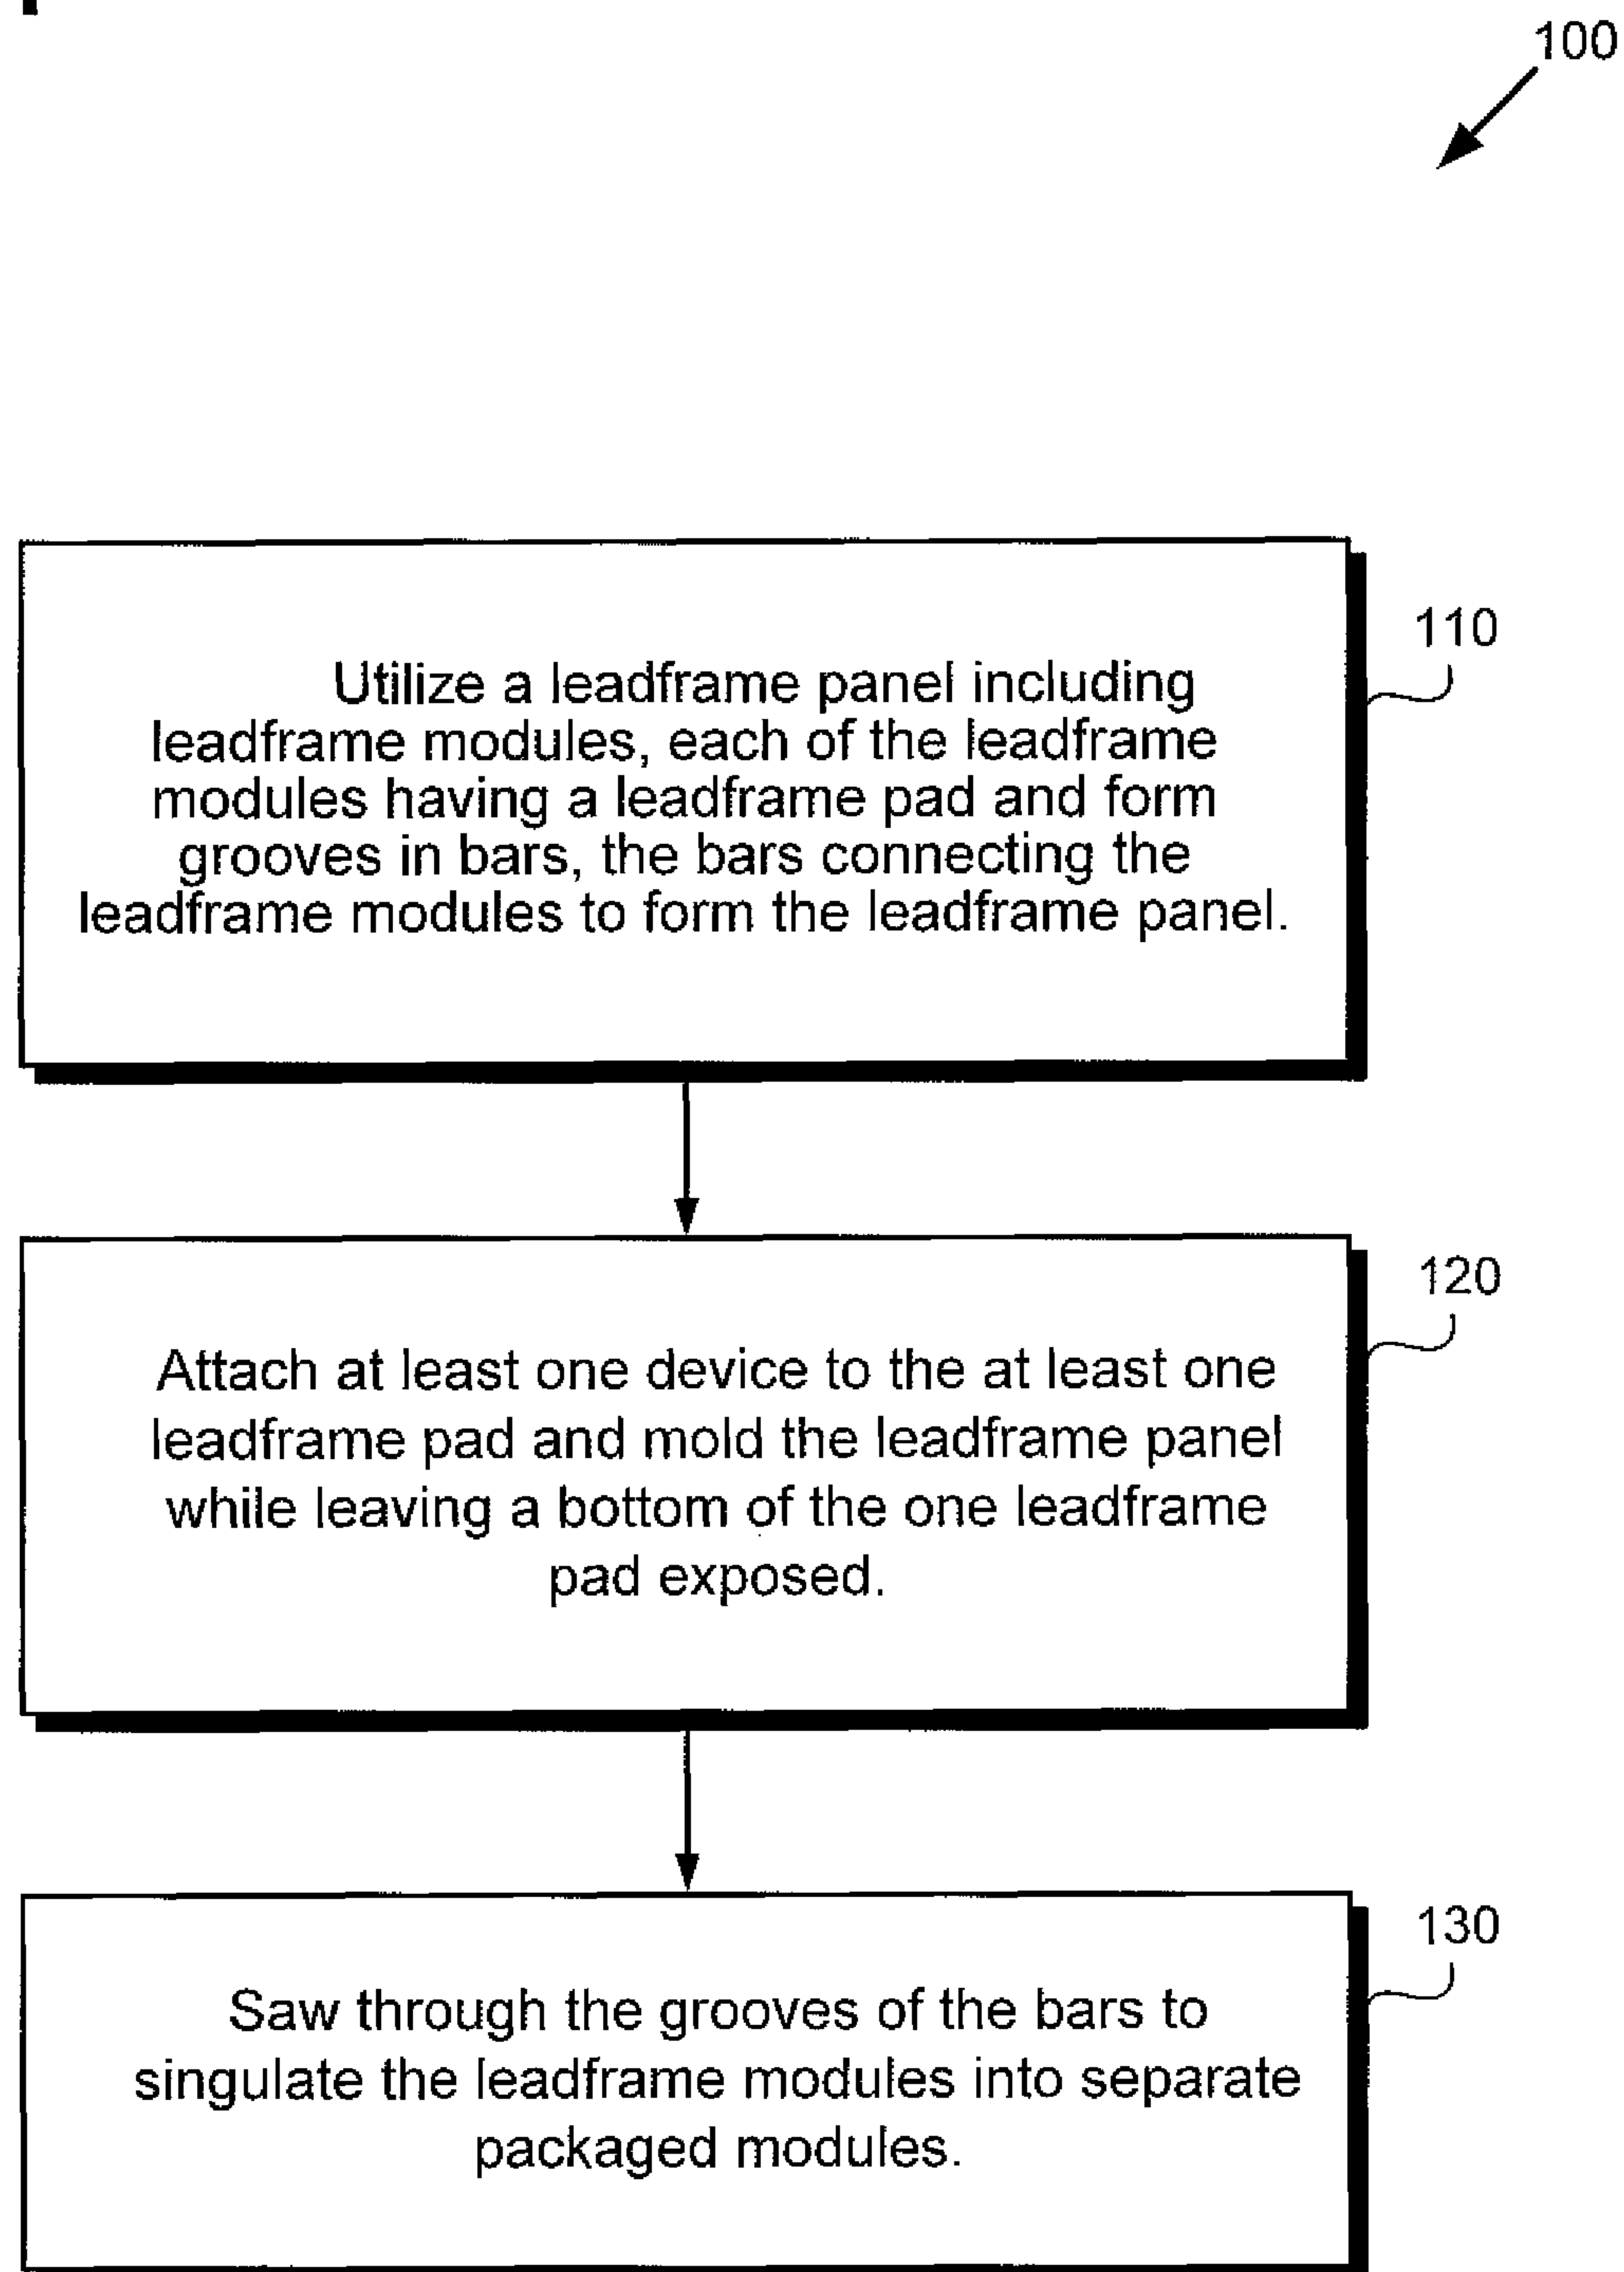 100
110
Utilize a leadframe panel including
leadframe modules, each of the leadframe
modules having a leadframe pad and form
grooves in bars, the bars connecting the
leadframe modules to form the leadframe panel.
120
Attach at least one device to the at least one
leadframe pad and mold the leadframe panel
while leaving a bottom of the one leadframe
pad exposed.
130
Saw through the grooves of the bars to
singulate the leadframe modules into separate
packaged modules.